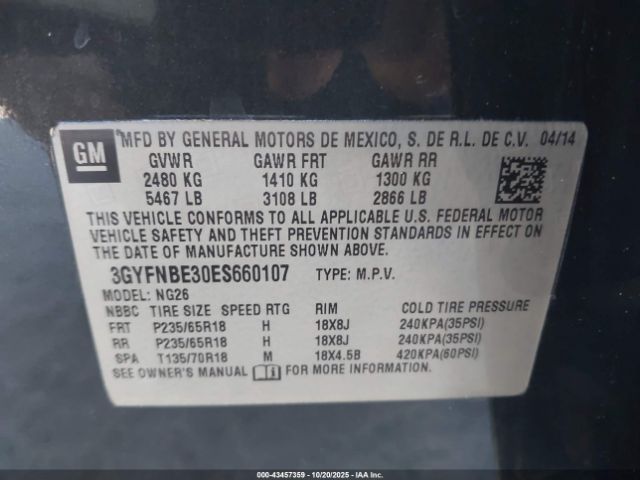 GM
MFD BY GENERAL MOTORS DE MEXICO, S. DE R.L. DE C.V. 04/14
GVWR GAWR FRT GAWR RR
2480 KG 1410 KG 1300 KG
5467 LB 3108 LB 2866 LB
THIS VEHICLE CONFORMS TO ALL APPLICABLE U.S. FEDERAL MOTOR
VEHICLE SAFETY AND THEFT PREVENTION STANDARDS IN EFFECT ON
THE DATE OF MANUFACTURE SHOWN ABOVE.
3GYFNBE30ES660107 TYPE: M.P.V.
MODEL: NG26
NBBC TIRE SIZE SPEED RTG RIM COLD TIRE PRESSURE
FRT P235/65R18 H 18X8J 240KPA(35PSI)
RR P235/65R18 H 18X8J 240KPA(35PSI)
SPA T135/70R18 M 18X4.5B 420KPA(60PSI)
SEE OWNER'S MANUAL FOR MORE INFORMATION.
000-43457359 - 10/20/2025 - IAA, Inc.